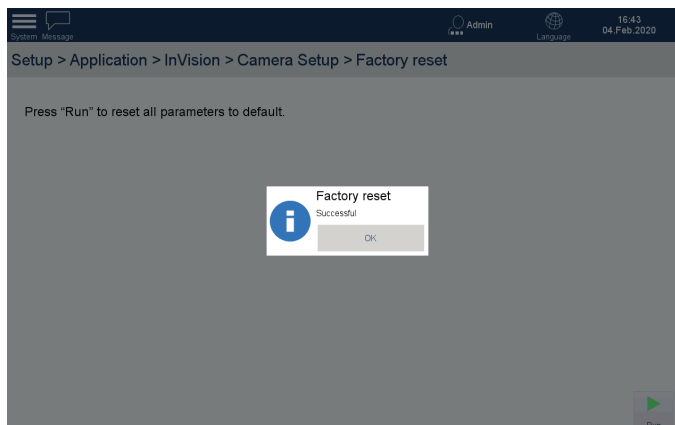 System Message
Admin
Language
16:43
04.Feb.2020
Setup > Application > InVision > Camera Setup > Factory reset
Press “Run” to reset all parameters to default.
Factory reset
Successful
OK